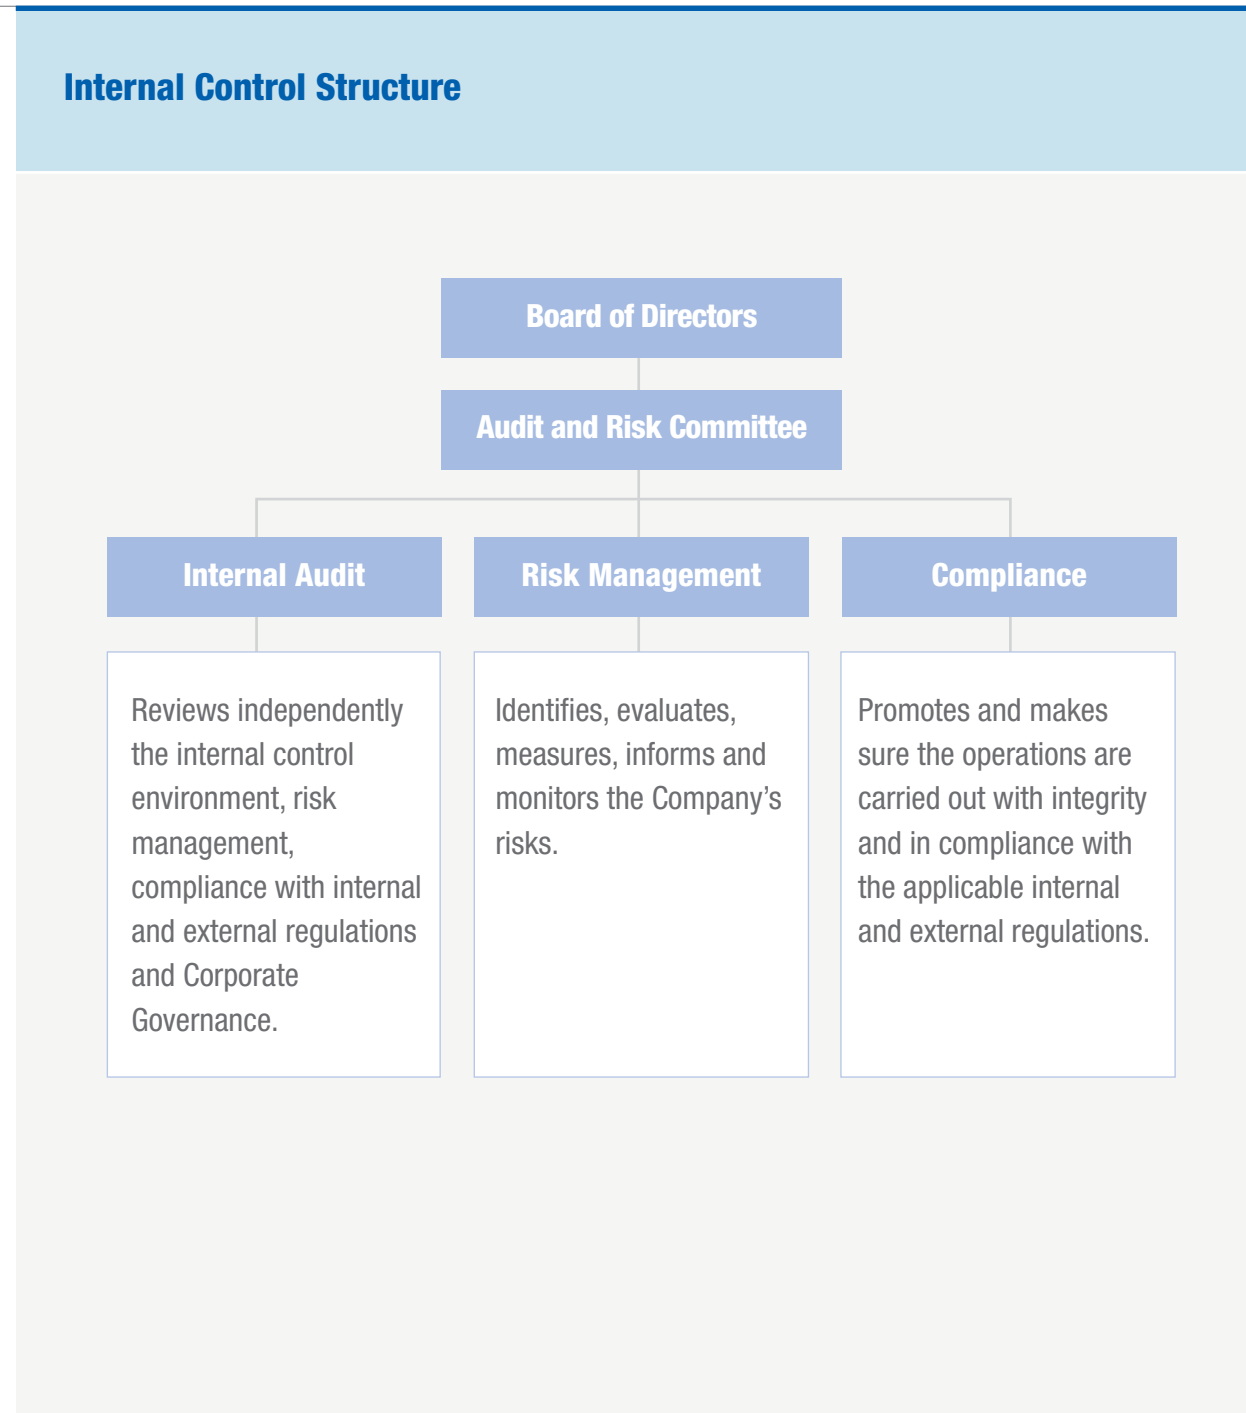 Internal Control Structure
Board of Directors
Audit and Risk Committee
Internal Audit
Reviews independently
the internal control
environment, risk
management,
compliance with internal
and external regulations
and Corporate
Governance.
Risk Management
Identifies, evaluates,
measures, informs and
monitors the Company’s
risks.
Compliance
Promotes and makes
sure the operations are
carried out with integrity
and in compliance with
the applicable internal
and external regulations.